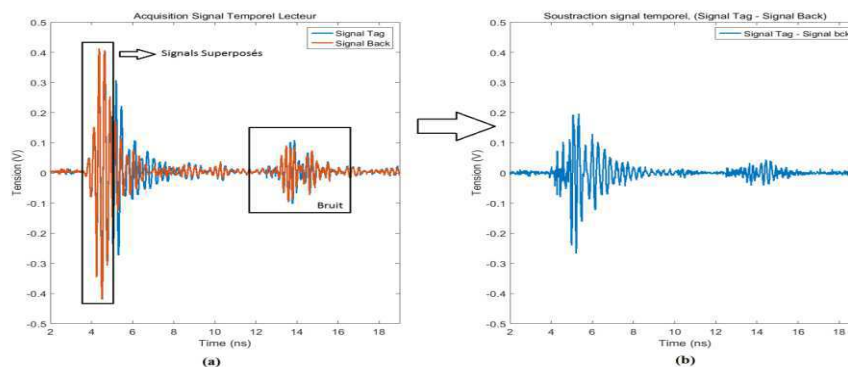 Acquisition Signal Temporel Lecteur
Signal Tag
Signal Back
Signals Superposés
Bruit
Tension (V)
0.5
0.4
0.3
0.2
0.1
0
-0.1
-0.2
-0.3
-0.4
-0.5
2 4 6 8 10 12 14 16 18
Time (ns)
(a)
Soustraction signal temporel, (Signal Tag - Signal Back)
Signal Tag - Signal bck
Tension (V)
0.5
0.4
0.3
0.2
0.1
0
-0.1
-0.2
-0.3
-0.4
-0.5
2 4 6 8 10 12 14 16 18
Time (ns)
(b)